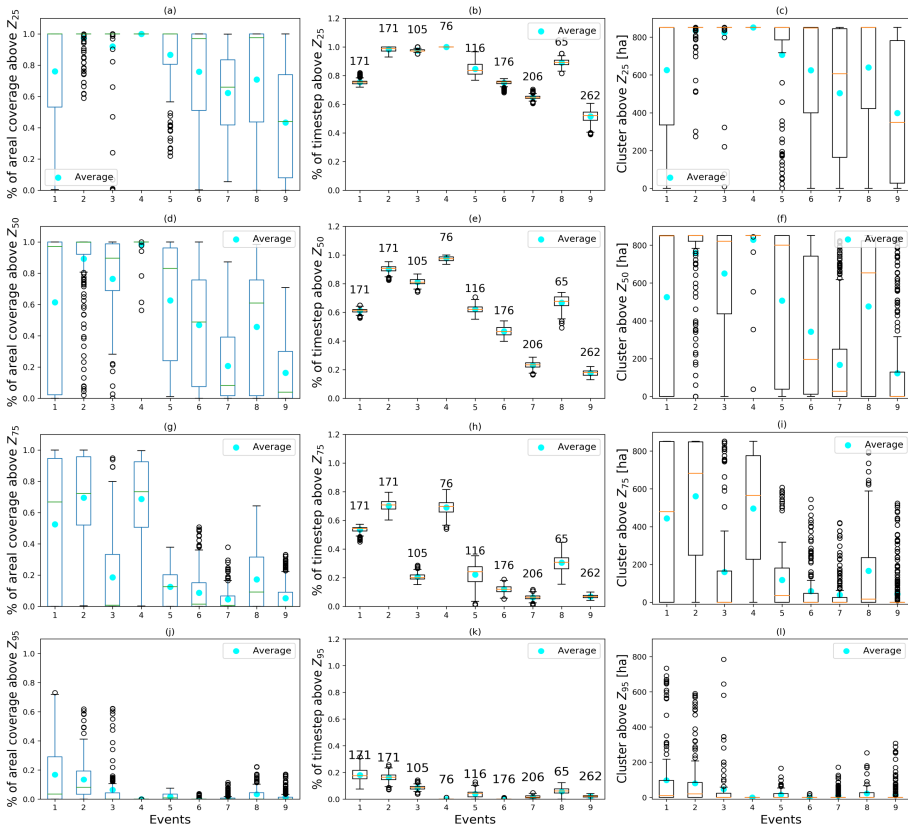 (a)
% of areal coverage above Z25
1.0
0.8
0.6
0.4
0.2
0.0
Average
1 2 3 4 5 6 7 8 9
(b)
% of timestep above Z25
1.2
1.0
0.8
0.6
0.4
0.2
0.0
171 171 105 76 116 176 206 65 262
Average
1 2 3 4 5 6 7 8 9
(c)
Cluster above Z25 [ha]
800
600
400
200
0
Average
1 2 3 4 5 6 7 8 9
(d)
% of areal coverage above Z50
1.0
0.8
0.6
0.4
0.2
0.0
Average
1 2 3 4 5 6 7 8 9
(e)
% of timestep above Z50
1.2
1.0
0.8
0.6
0.4
0.2
0.0
171 171 105 76 116 176 206 65 262
Average
1 2 3 4 5 6 7 8 9
(f)
Cluster above Z50 [ha]
800
600
400
200
0
Average
1 2 3 4 5 6 7 8 9
(g)
% of areal coverage above Z75
1.0
0.8
0.6
0.4
0.2
0.0
Average
1 2 3 4 5 6 7 8 9
(h)
% of timestep above Z75
1.2
1.0
0.8
0.6
0.4
0.2
0.0
171 171 105 76 116 176 206 65 262
Average
1 2 3 4 5 6 7 8 9
(i)
Cluster above Z75 [ha]
800
600
400
200
0
Average
1 2 3 4 5 6 7 8 9
(j)
% of areal coverage above Z95
1.0
0.8
0.6
0.4
0.2
0.0
Average
1 2 3 4 5 6 7 8 9
Events
(k)
% of timestep above Z95
1.2
1.0
0.8
0.6
0.4
0.2
0.0
171 171 105 76 116 176 206 65 262
Average
1 2 3 4 5 6 7 8 9
Events
(l)
Cluster above Z95 [ha]
800
600
400
200
0
Average
1 2 3 4 5 6 7 8 9
Events